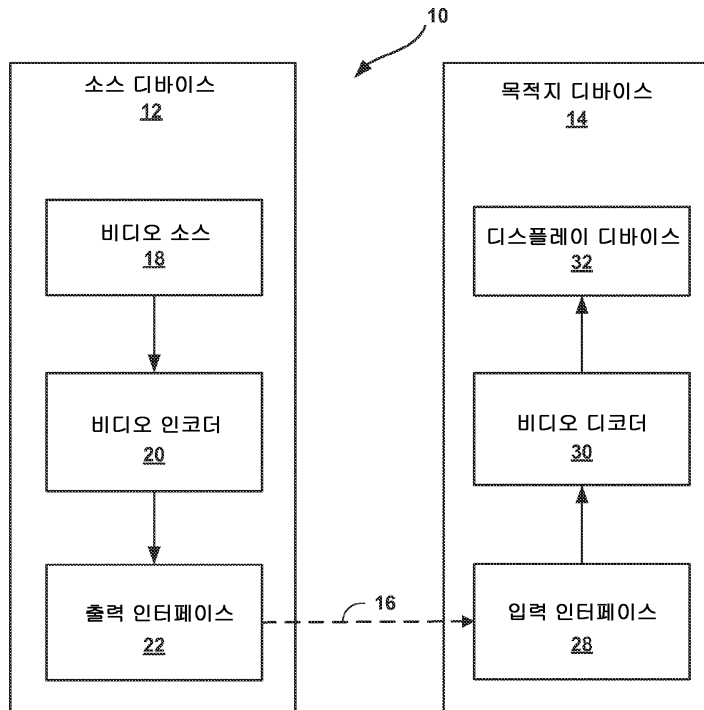 10
소스 디바이스
12
비디오 소스
18
비디오 인코더
20
출력 인터페이스
22
16
목적지 디바이스
14
디스플레이 디바이스
32
비디오 디코더
30
입력 인터페이스
28